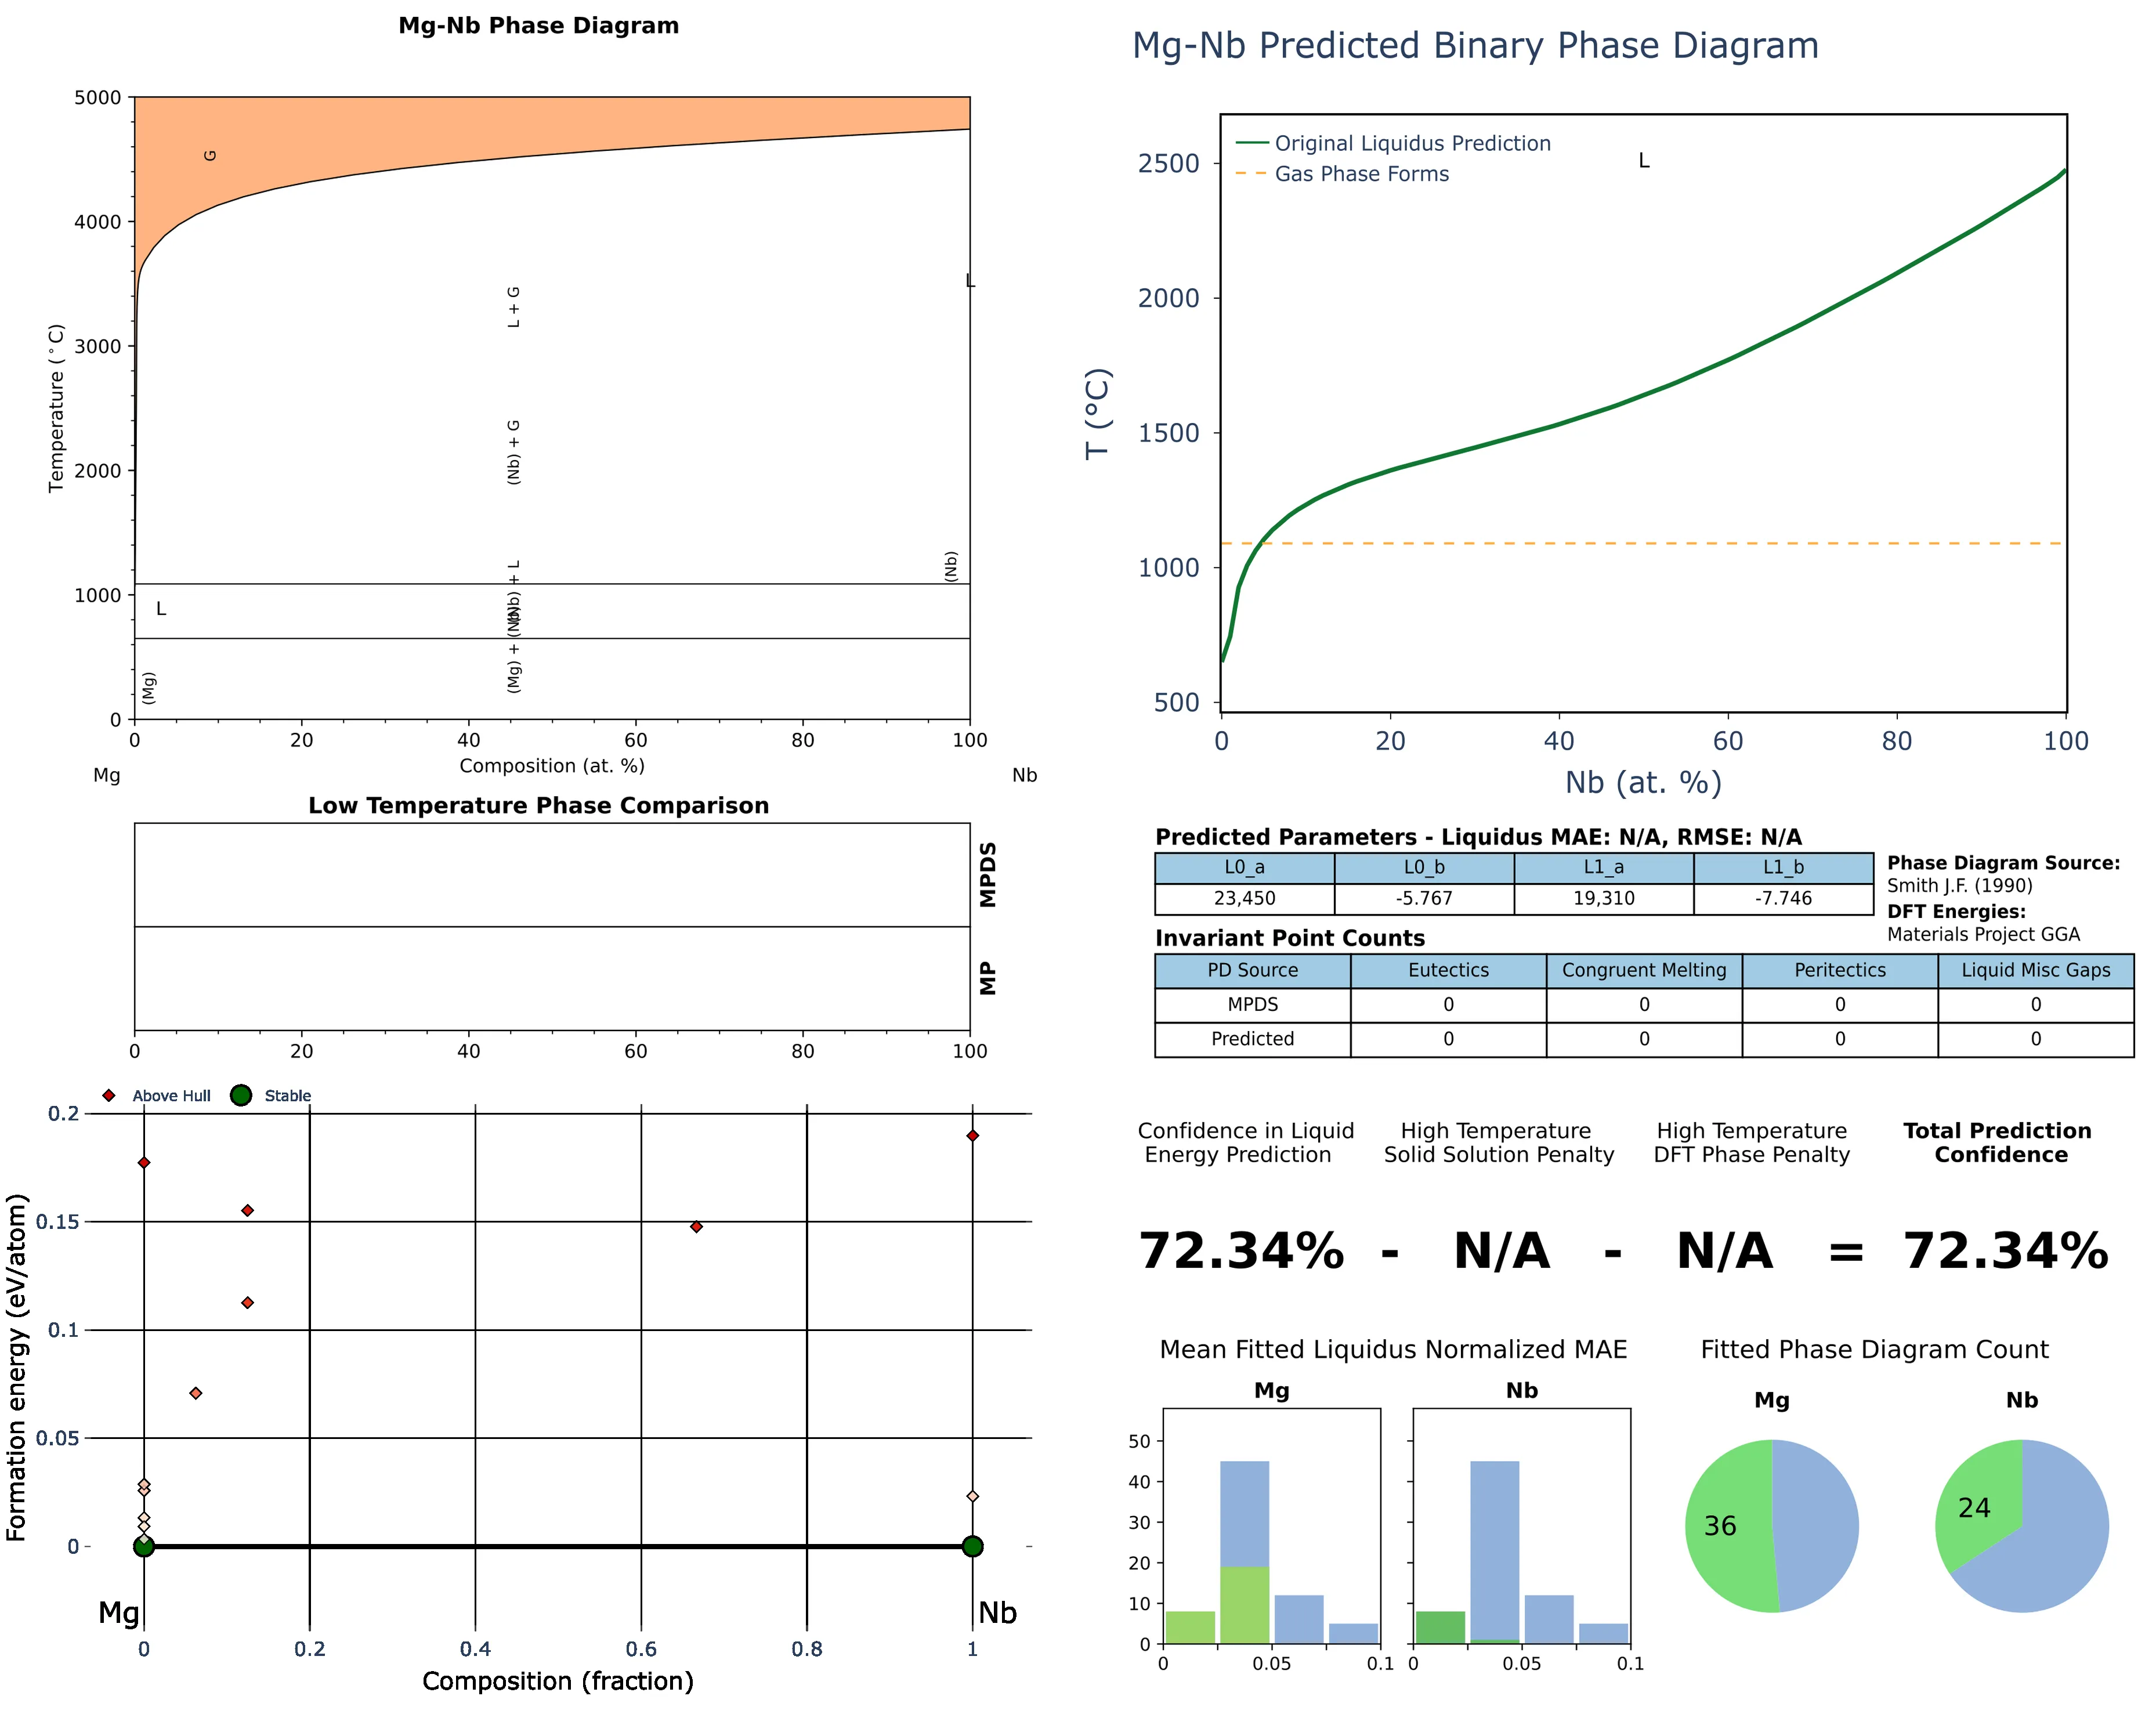 Mg-Nb Phase Diagram
5000
4000
3000
2000
1000
0
Temperature (°C)
G
L
L + G
(Nb) + G
(Nb)
(Nb) + L
L
(Mg) + (Nb)
(Mg)
0 20 40 60 80 100
Composition (at. %)
Mg Nb
Low Temperature Phase Comparison
MPDS
MP
0 20 40 60 80 100
Above Hull Stable
0.2
0.15
0.1
0.05
0
Formation energy (eV/atom)
Mg Nb
0 0.2 0.4 0.6 0.8 1
Composition (fraction)
Mg-Nb Predicted Binary Phase Diagram
Original Liquidus Prediction
Gas Phase Forms
L
2500
2000
1500
1000
500
T (°C)
0 20 40 60 80 100
Nb (at. %)
Predicted Parameters - Liquidus MAE: N/A, RMSE: N/A
L0_a L0_b L1_a L1_b
23,450 -5.767 19,310 -7.746
Phase Diagram Source:
Smith J.F. (1990)
DFT Energies:
Materials Project GGA
Invariant Point Counts
PD Source Eutectics Congruent Melting Peritectics Liquid Misc Gaps
MPDS 0 0 0 0
Predicted 0 0 0 0
Confidence in Liquid
Energy Prediction
High Temperature
Solid Solution Penalty
High Temperature
DFT Phase Penalty
Total Prediction
Confidence
72.34% - N/A - N/A = 72.34%
Mean Fitted Liquidus Normalized MAE
Mg Nb
50
40
30
20
10
0
0 0.05 0.1 0 0.05 0.1
Fitted Phase Diagram Count
Mg Nb
36 24